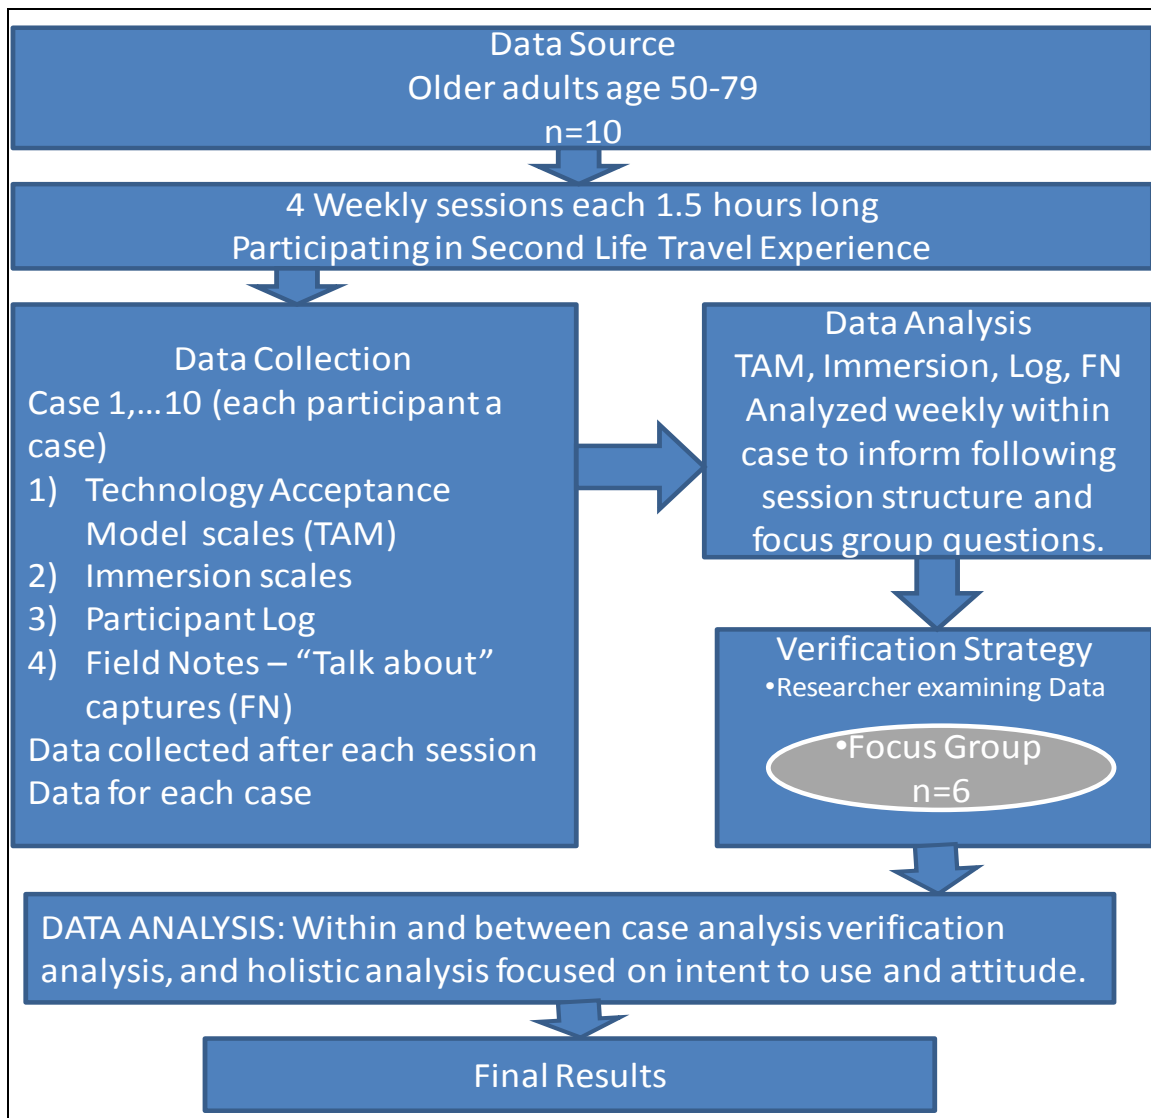 Data Source
Older adults age 50-79
n=10
4 Weekly sessions each 1.5 hours long
Participating in Second Life Travel Experience
Data Collection
Case 1,...10 (each participant a
case)
1) Technology Acceptance
Model scales (TAM)
2) Immersion scales
3) Participant Log
4) Field Notes – “Talk about”
captures (FN)
Data collected after each session
Data for each case
Data Analysis
TAM, Immersion, Log, FN
Analyzed weekly within
case to inform following
session structure and
focus group questions.
Verification Strategy
•Researcher examining Data
•Focus Group
n=6
DATA ANALYSIS: Within and between case analysis verification
analysis, and holistic analysis focused on intent to use and attitude.
Final Results